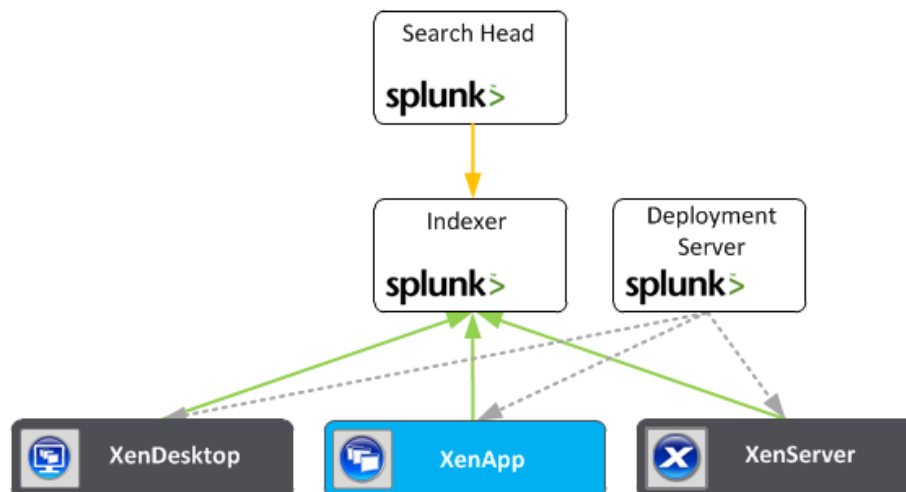 Search Head
splunk>
Indexer
splunk>
Deployment
Server
splunk>
XenDesktop
XenApp
XenServer